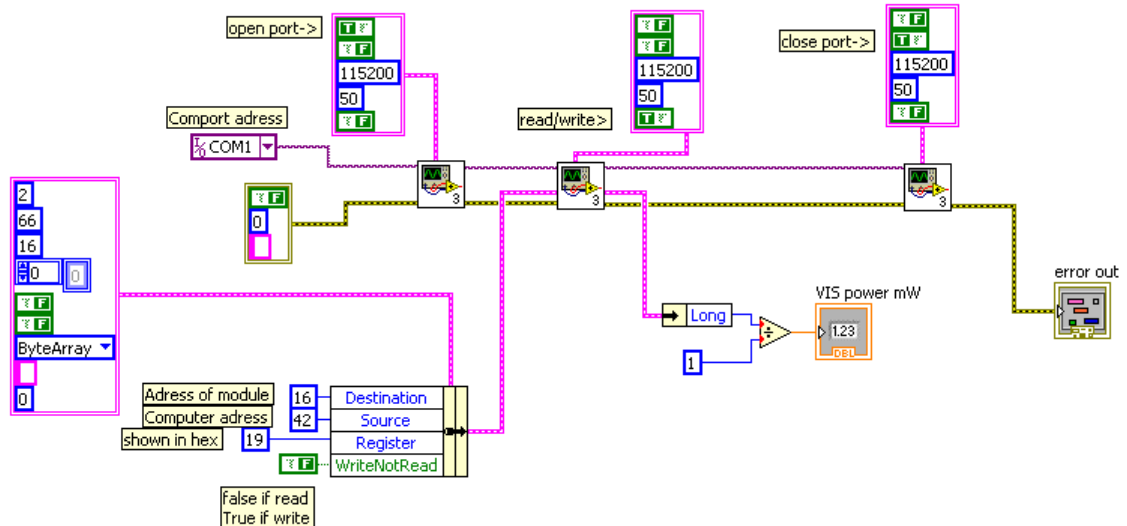 open port->
T
F
115200
50
F
F
F
115200
50
T
close port->
F
T
115200
50
F
Comport adress
I/O COM1
read/write>
3
3
3
2
66
16
0
0
F
F
ByteArray
0
F
0
error out
VIS power mW
Long
1.23
DBL
1
Adress of module
16
Destination
Computer adress
42
Source
shown in hex
19
Register
F
WriteNotRead
false if read
True if write